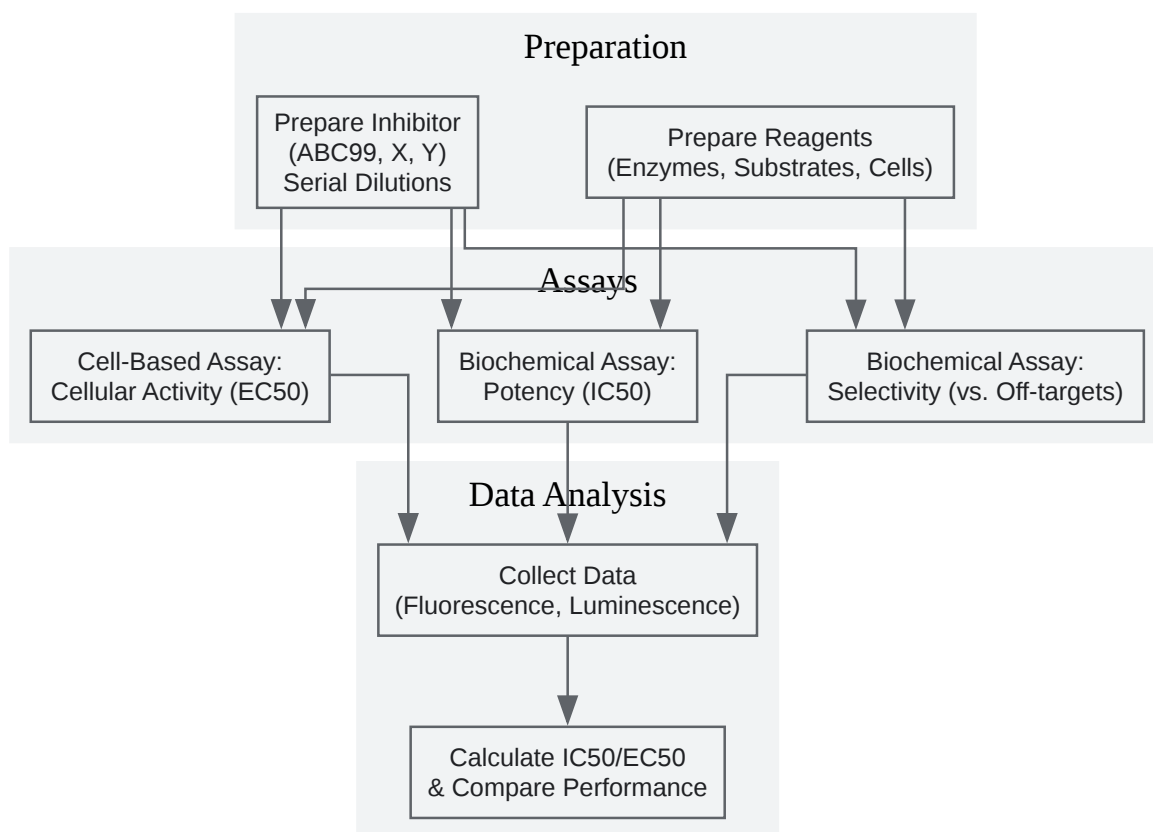 Preparation
Prepare Inhibitor
(ABC99, X, Y)
Serial Dilutions
Prepare Reagents
(Enzymes, Substrates, Cells)
Assays
Cell-Based Assay:
Cellular Activity (EC50)
Biochemical Assay:
Potency (IC50)
Biochemical Assay:
Selectivity (vs. Off-targets)
Data Analysis
Collect Data
(Fluorescence, Luminescence)
Calculate IC50/EC50
& Compare Performance